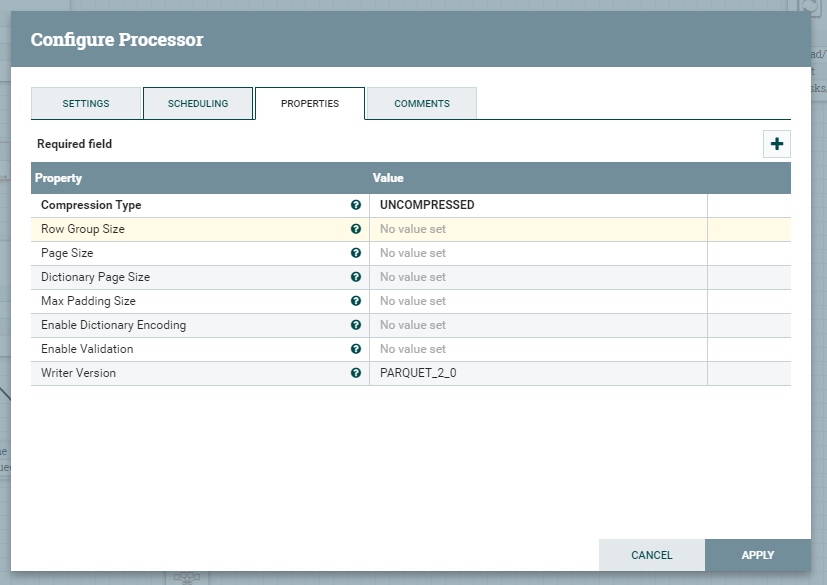 Configure Processor
SETTINGS SCHEDULING PROPERTIES COMMENTS
Required field
Property Value
Compression Type UNCOMPRESSED
Row Group Size No value set
Page Size No value set
Dictionary Page Size No value set
Max Padding Size No value set
Enable Dictionary Encoding No value set
Enable Validation No value set
Writer Version PARQUET_2_0
CANCEL APPLY